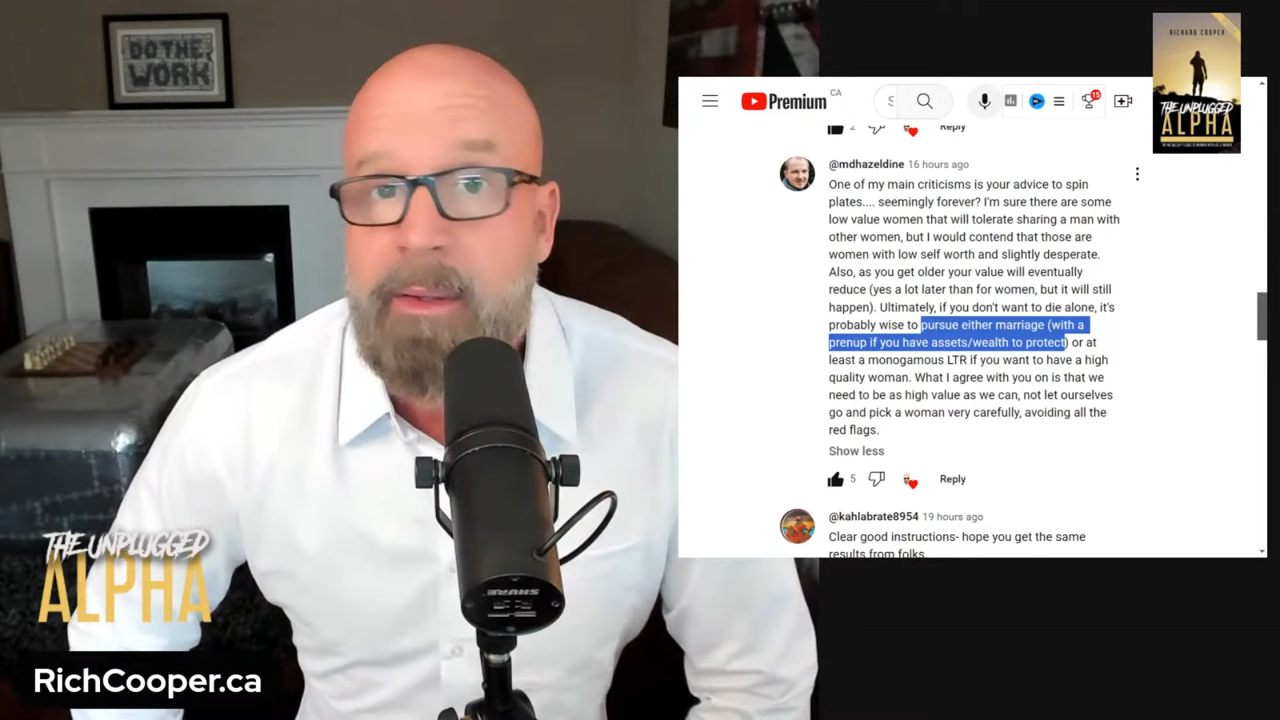 DO THE
WORK
RICHARD COOPER
THE UNPLUGGED
ALPHA
Premium
CA
S
15
2
Reply
@mdhazeldine 16 hours ago
One of my main criticisms is your advice to spin
plates.... seemingly forever? I'm sure there are some
low value women that will tolerate sharing a man with
other women, but I would contend that those are
women with low self worth and slightly desperate.
Also, as you get older your value will eventually
reduce (yes a lot later than for women, but it will still
happen). Ultimately, if you don't want to die alone, it's
probably wise to pursue either marriage (with a
prenup if you have assets/wealth to protect) or at
least a monogamous LTR if you want to have a high
quality woman. What I agree with you on is that we
need to be as high value as we can, not let ourselves
go and pick a woman very carefully, avoiding all the
red flags.
Show less
5
Reply
@kahlabrate8954 19 hours ago
Clear good instructions- hope you get the same
results from folks.
SHURE
THE UNPLUGGED
ALPHA
RichCooper.ca